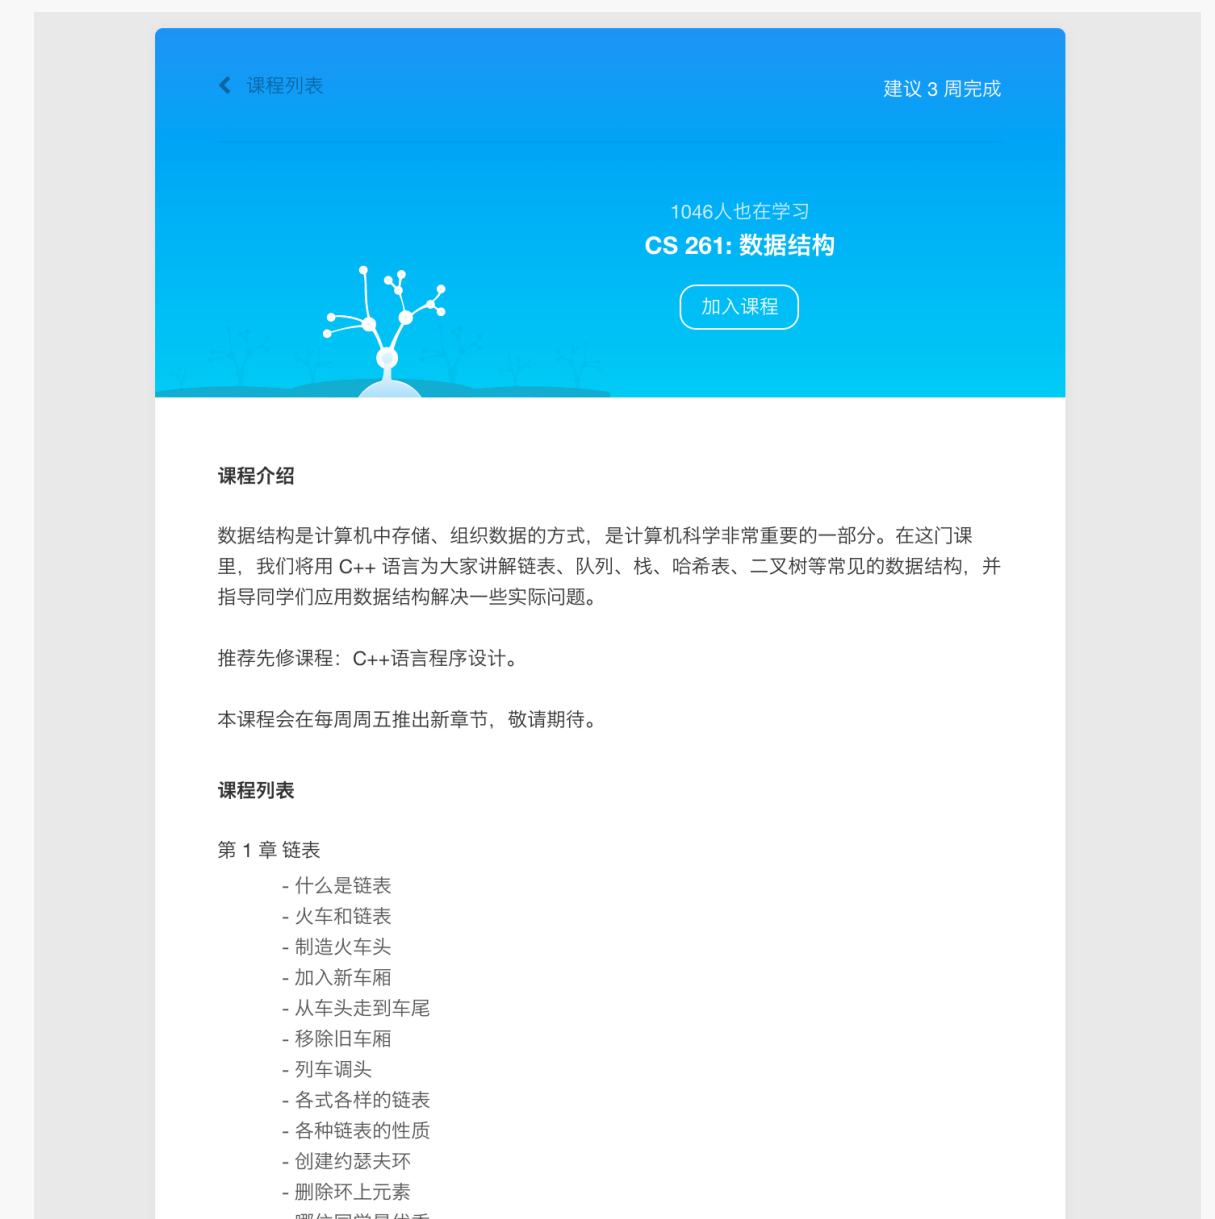 课程列表
建议 3 周完成
1046人也在学习
CS 261: 数据结构
加入课程
课程介绍
数据结构是计算机中存储、组织数据的方式，是计算机科学非常重要的一部分。在这门课
里，我们将用 C++ 语言为大家讲解链表、队列、栈、哈希表、二叉树等常见的数据结构，并
指导同学们应用数据结构解决一些实际问题。
推荐先修课程：C++语言程序设计。
本课程会在每周周五推出新章节，敬请期待。
课程列表
第 1 章 链表
- 什么是链表
- 火车和链表
- 制造火车头
- 加入新车厢
- 从车头走到车尾
- 移除旧车厢
- 列车调头
- 各式各样的链表
- 各种链表的性质
- 创建约瑟夫环
- 删除环上元素